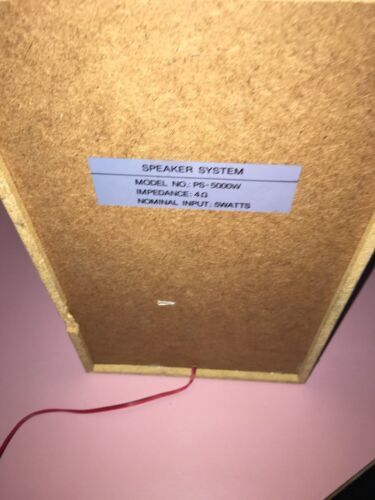 SPEAKER SYSTEM
MODEL NO.: PS-5000W
IMPEDANCE: 4Ω
NOMINAL INPUT: 5WATTS